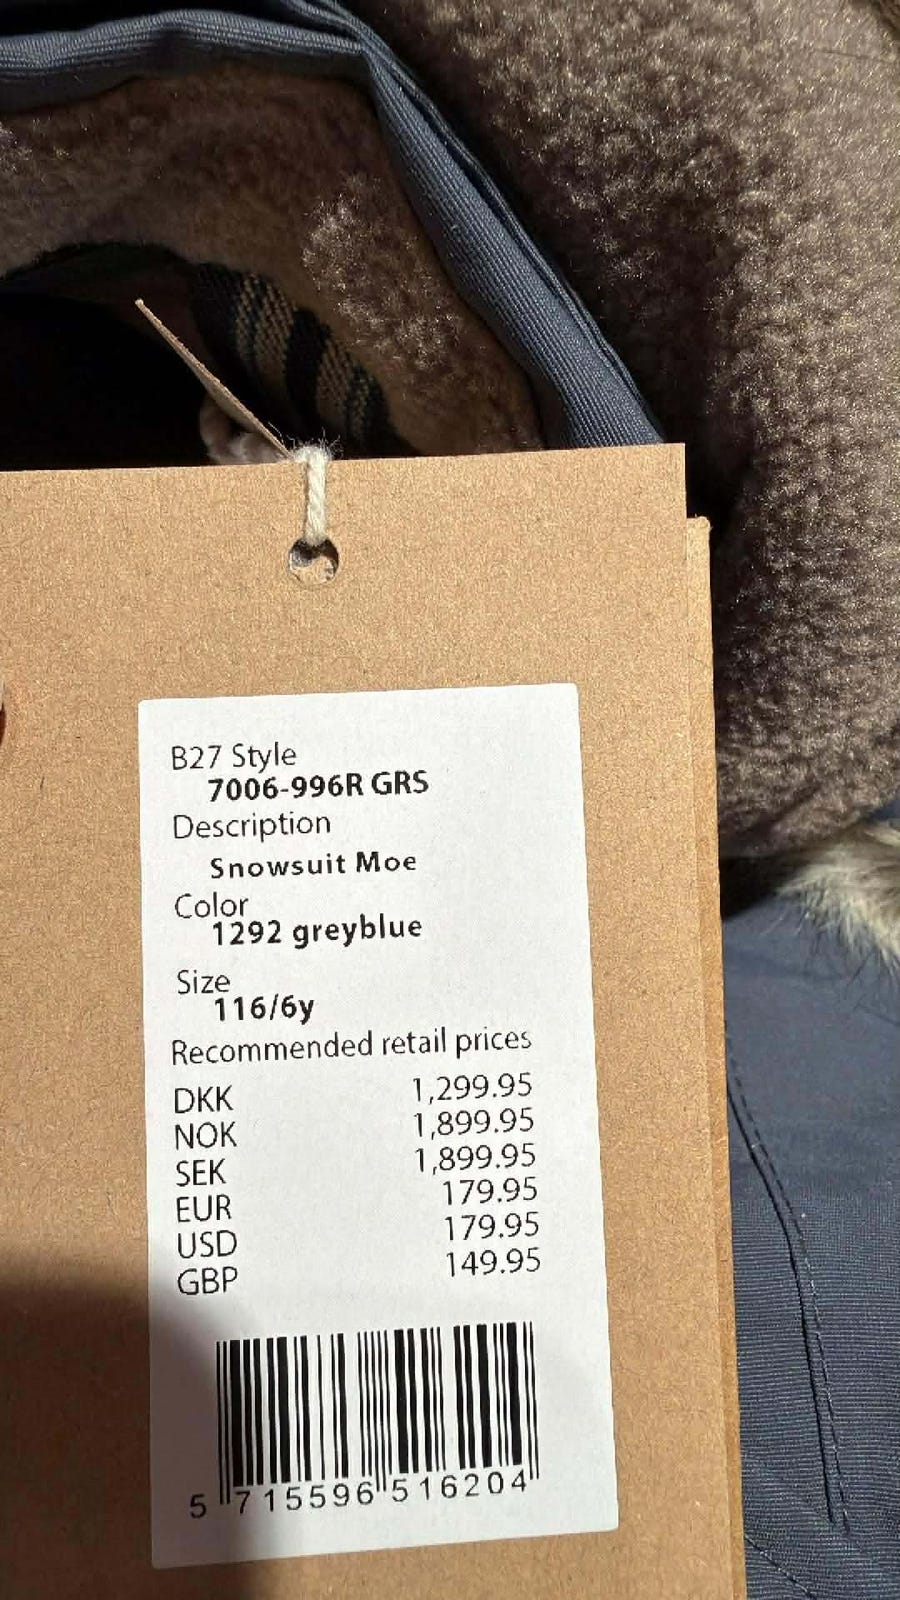 B27 Style
7006-996R GRS
Description
Snowsuit Moe
Color
1292 greyblue
Size
116/6y
Recommended retail prices
DKK 1,299.95
NOK 1,899.95
SEK 1,899.95
EUR 179.95
USD 179.95
GBP 149.95
5 715596 516204